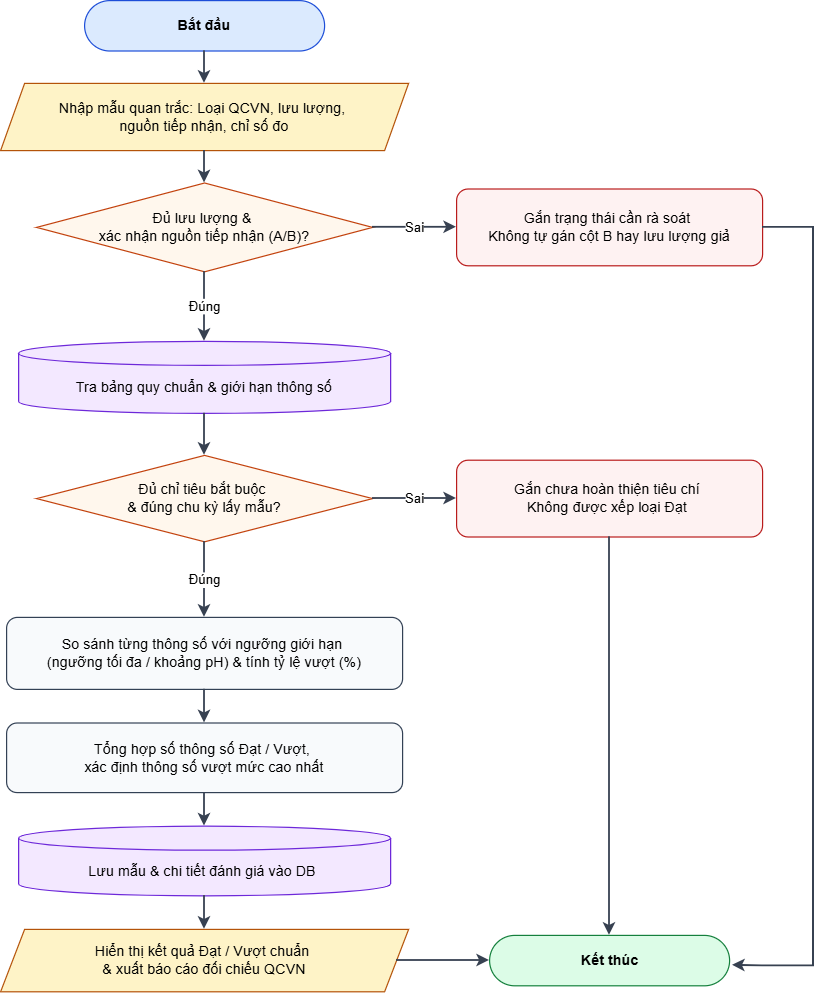 Bắt đầu
Nhập mẫu quan trắc: Loại QCVN, lưu lượng,
nguồn tiếp nhận, chỉ số đo
Đủ lưu lượng &
xác nhận nguồn tiếp nhận (A/B)?
Sai
Gắn trạng thái cần rà soát
Không tự gán cột B hay lưu lượng giả
Đúng
Tra bảng quy chuẩn & giới hạn thông số
Đủ chỉ tiêu bắt buộc
& đúng chu kỳ lấy mẫu?
Sai
Gắn chưa hoàn thiện tiêu chí
Không được xếp loại Đạt
Đúng
So sánh từng thông số với ngưỡng giới hạn
(ngưỡng tối đa / khoảng pH) & tính tỷ lệ vượt (%)
Tổng hợp số thông số Đạt / Vượt,
xác định thông số vượt mức cao nhất
Lưu mẫu & chi tiết đánh giá vào DB
Hiển thị kết quả Đạt / Vượt chuẩn
& xuất báo cáo đối chiếu QCVN
Kết thúc